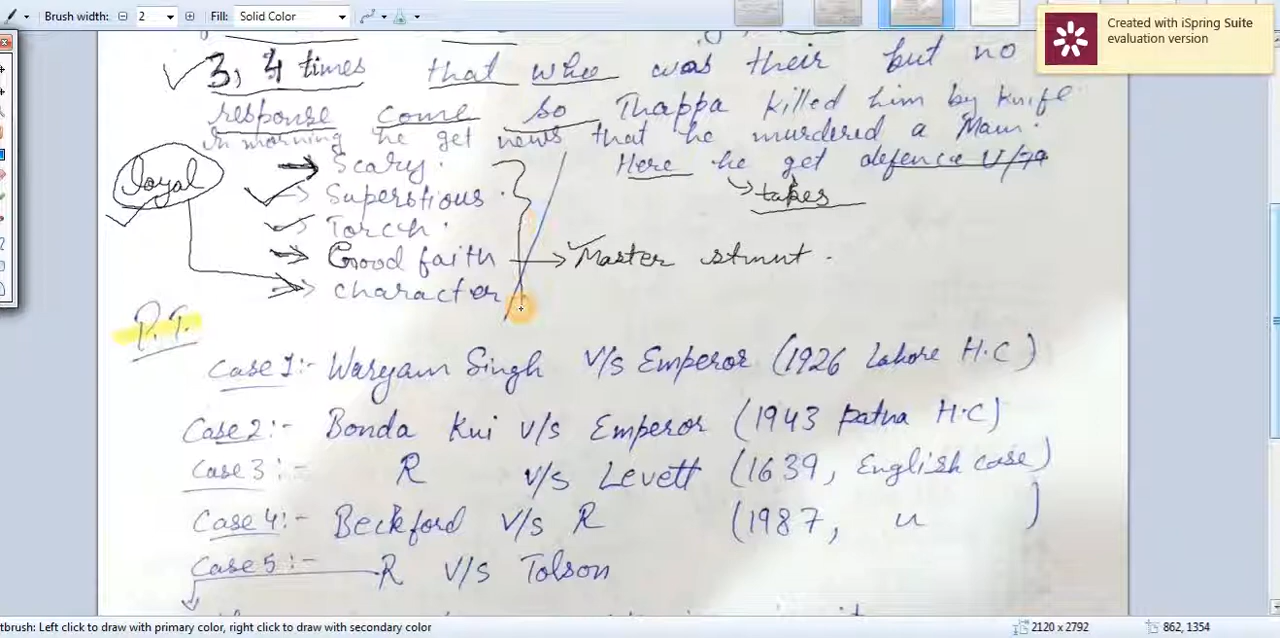 Brush width: 2 Fill: Solid Color
Created with iSpring Suite
evaluation version
3, 4 times that who was their but no
response come so Thappa killed him by knife
In morning he get news that he murdered a Mam.
loyal
Scary. Here he get defence U/79
Superstious. takes
Torch.
Good faith Master stmnt.
character
P.T.
Case 1:- Waryam Singh V/s Emperor (1926 Lahore H.C)
Case 2:- Bonda Kui V/s Emperor (1943 Patna H.C)
Case 3:- R V/s Levett (1639, English case)
Case 4:- Beckford V/s R (1987, u )
Case 5:- R V/s Tolson
tbrush: Left click to draw with primary color, right click to draw with secondary color
2120 x 2792
862, 1354